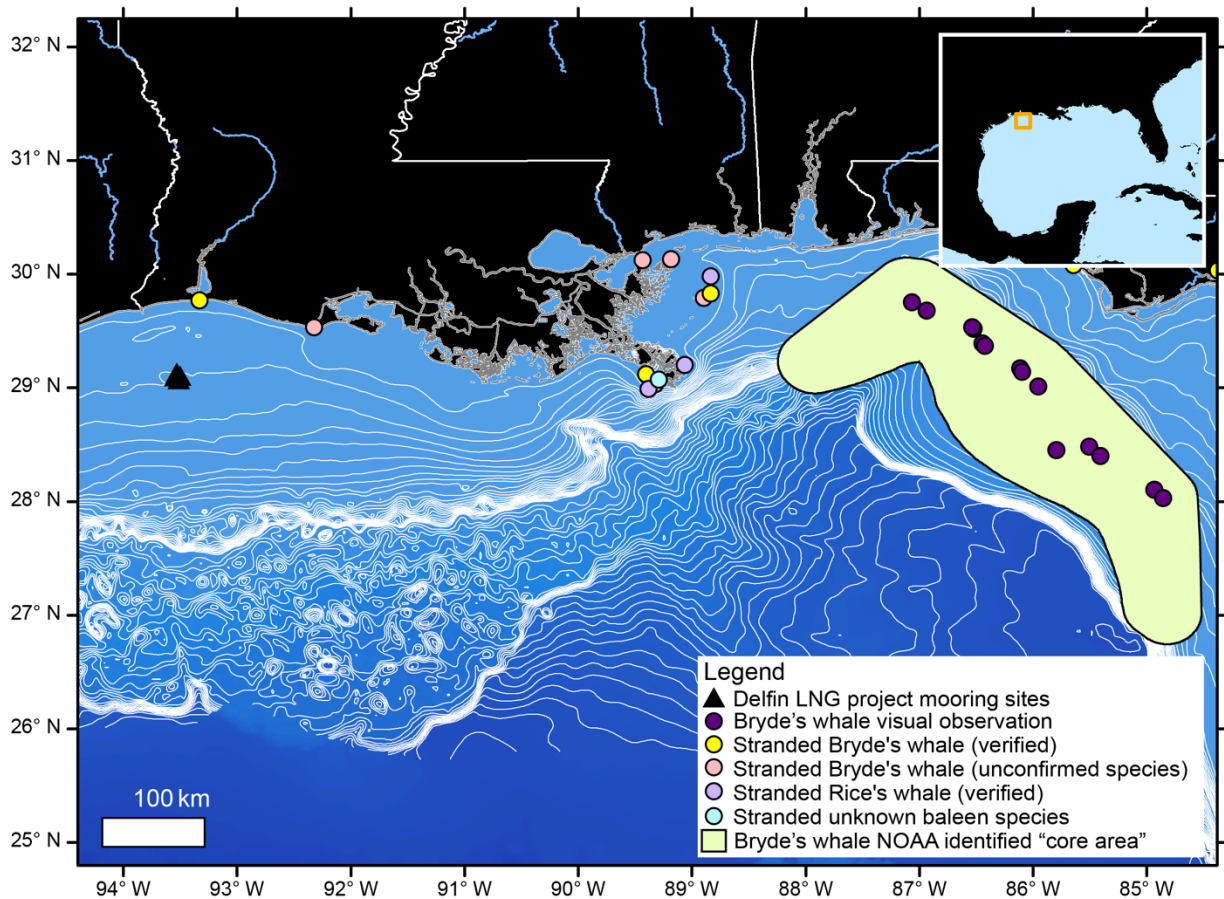 32° N
31° N
30° N
29° N
28° N
27° N
26° N
25° N
Legend
Delfin LNG project mooring sites
Bryde's whale visual observation
Stranded Bryde's whale (verified)
Stranded Bryde's whale (unconfirmed species)
Stranded Rice's whale (verified)
Stranded unknown baleen species
Bryde's whale NOAA identified “core area”
100 km
94° W 93° W 92° W 91° W 90° W 89° W 88° W 87° W 86° W 85° W